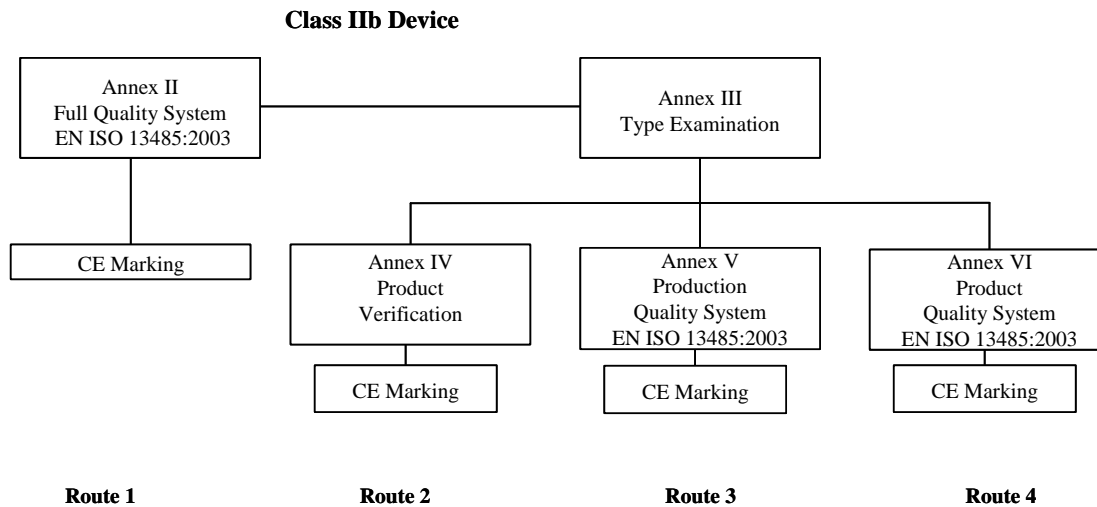 Class IIb Device
Annex II
Full Quality System
EN ISO 13485:2003
Annex III
Type Examination
CE Marking
Annex IV
Product
Verification
CE Marking
Annex V
Production
Quality System
EN ISO 13485:2003
CE Marking
Annex VI
Product
Quality System
EN ISO 13485:2003
CE Marking
Route 1
Route 2
Route 3
Route 4